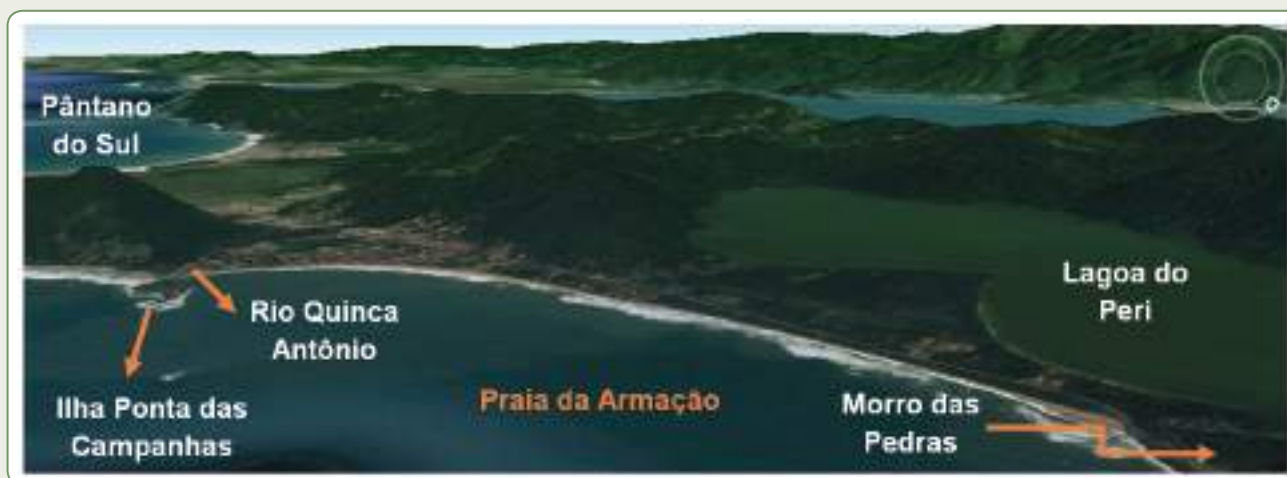 Pântano
do Sul
Lagoa do
Peri
Rio Quinca
Antônio
Praia da Armação
Ilha Ponta das
Campanhas
Morro das
Pedras